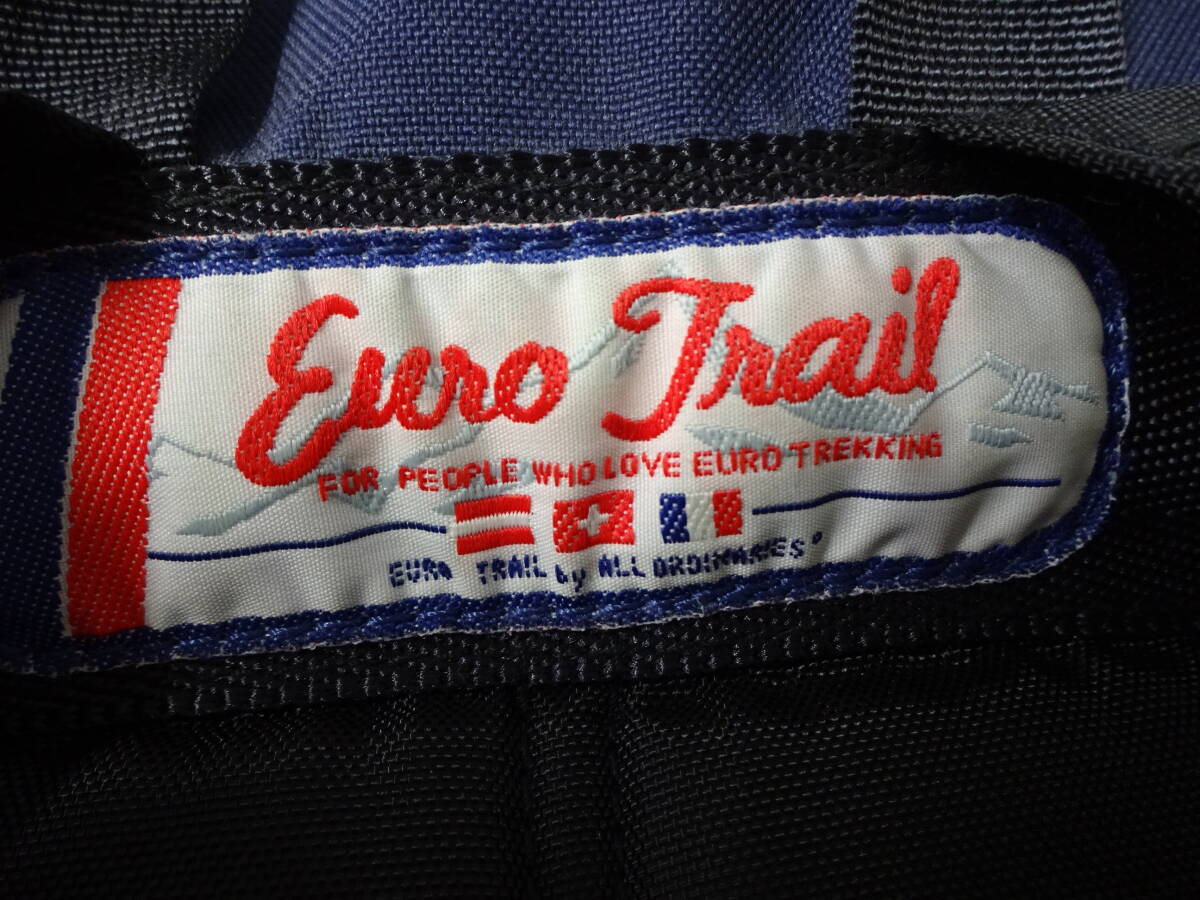 Euro Trail
FOR PEOPLE WHO LOVE EURO TREKKING
EURO TRAIL by ALL ORDINARIES